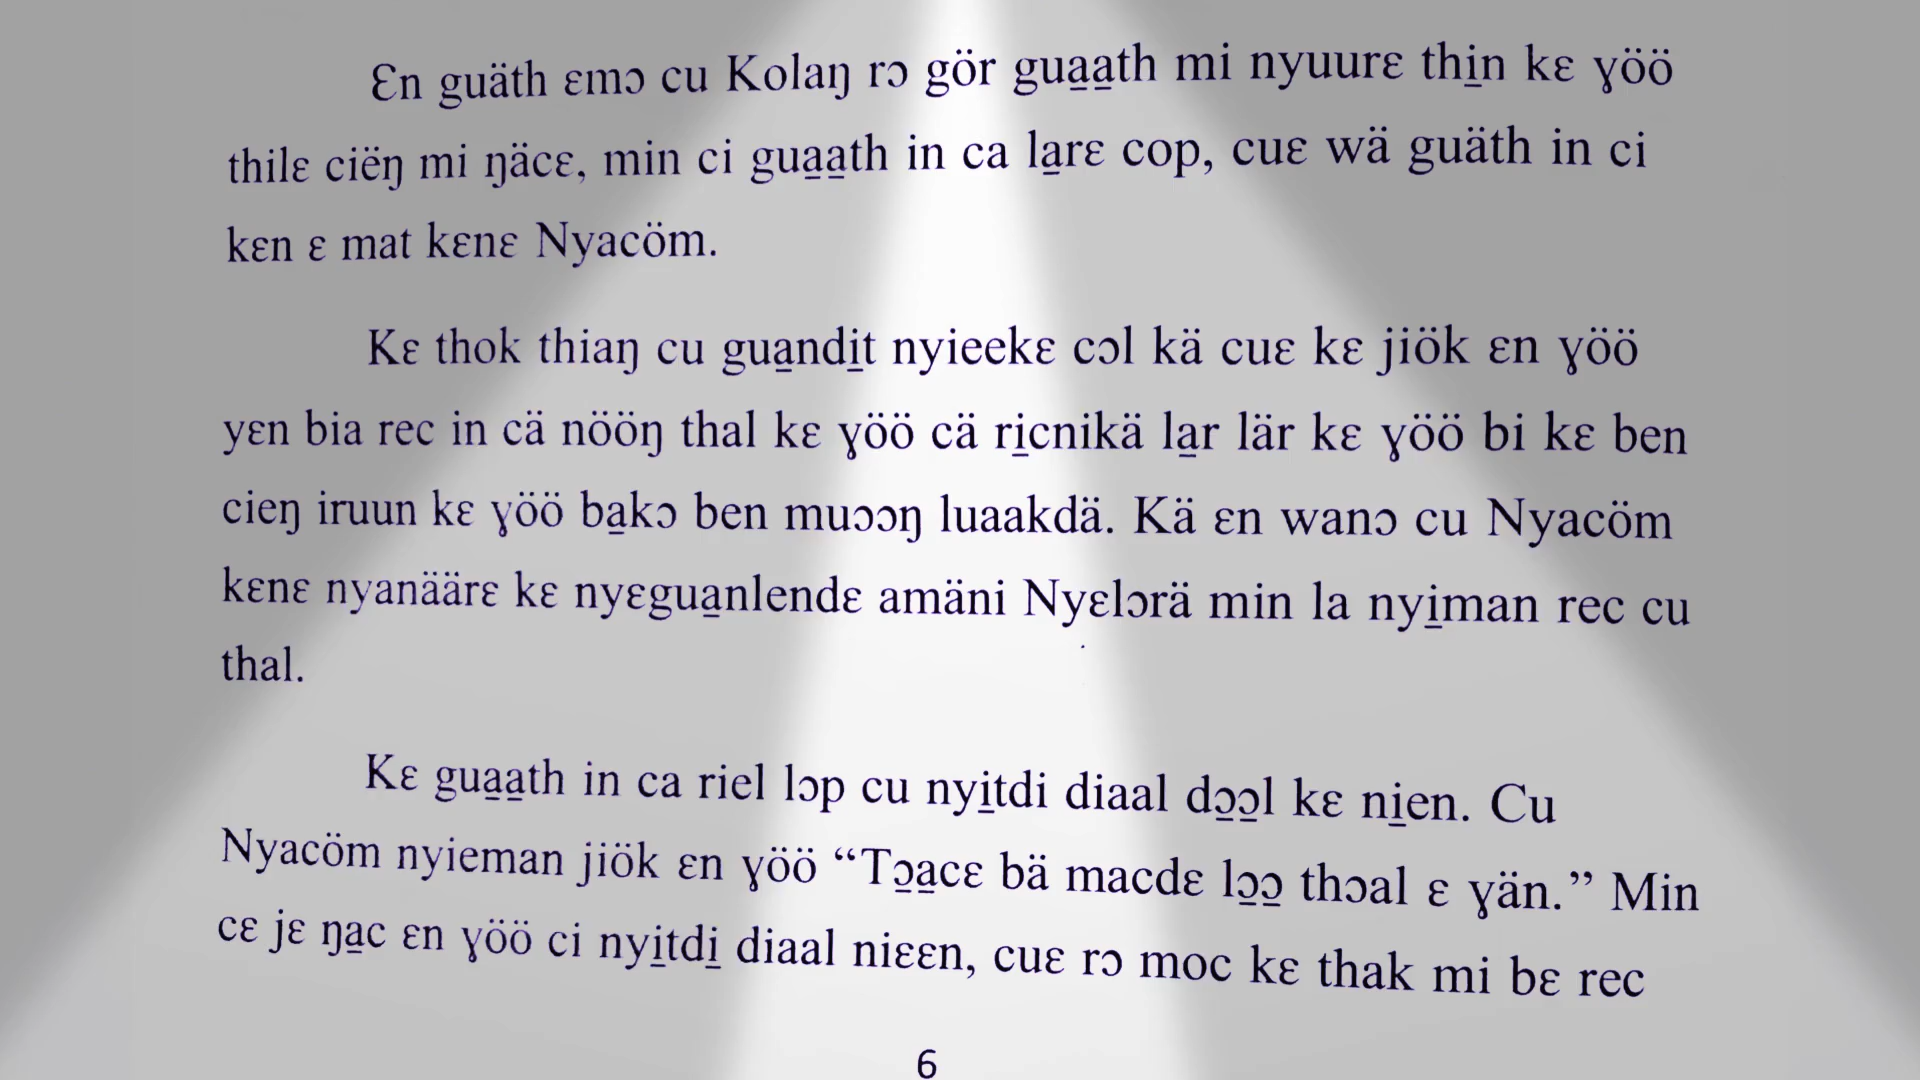 Ɛn guäth ɛmɔ cu Kolaŋ rɔ gör gua̱a̱th mi nyuurɛ thi̱n kɛ ɣöö
thilɛ ciëŋ mi ŋäcɛ, min ci gua̱a̱th in ca la̱rɛ cop, cuɛ wä guäth in ci
kɛn ɛ mat kɛnɛ Nyacöm.
Kɛ thok thiaŋ cu gua̱ndi̱t nyieekɛ cɔl kä cuɛ kɛ jiök ɛn ɣöö
yɛn bia rec in cä nööŋ thal kɛ ɣöö cä ri̱cnikä la̱r lär kɛ ɣöö bi kɛ ben
cieŋ iruun kɛ ɣöö ba̱kɔ ben muɔɔŋ luaakdä. Kä ɛn wanɔ cu Nyacöm
kɛnɛ nyanäärɛ kɛ nyɛgua̱nlendɛ amäni Nyɛlɔrä min la nyi̱man rec cu
thal.
Kɛ gua̱a̱th in ca riel lɔp cu nyi̱tdi diaal dɔ̱ɔ̱l kɛ ni̱en. Cu
Nyacöm nyieman jiök ɛn ɣöö “Tɔ̱a̱cɛ bä macdɛ lɔ̱ɔ̱ thɔal ɛ ɣän.” Min
cɛ jɛ ŋa̱c ɛn ɣöö ci nyi̱tdi̱ diaal niɛɛn, cuɛ rɔ moc kɛ thak mi bɛ rec
6